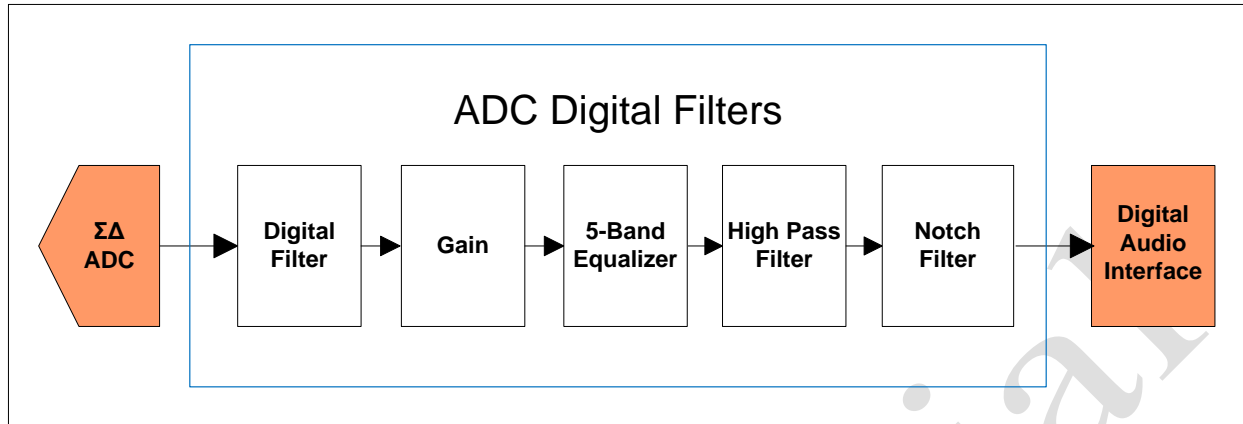 ADC Digital Filters
ΣΔ
ADC
Digital
Filter
Gain
5-Band
Equalizer
High Pass
Filter
Notch
Filter
Digital
Audio
Interface